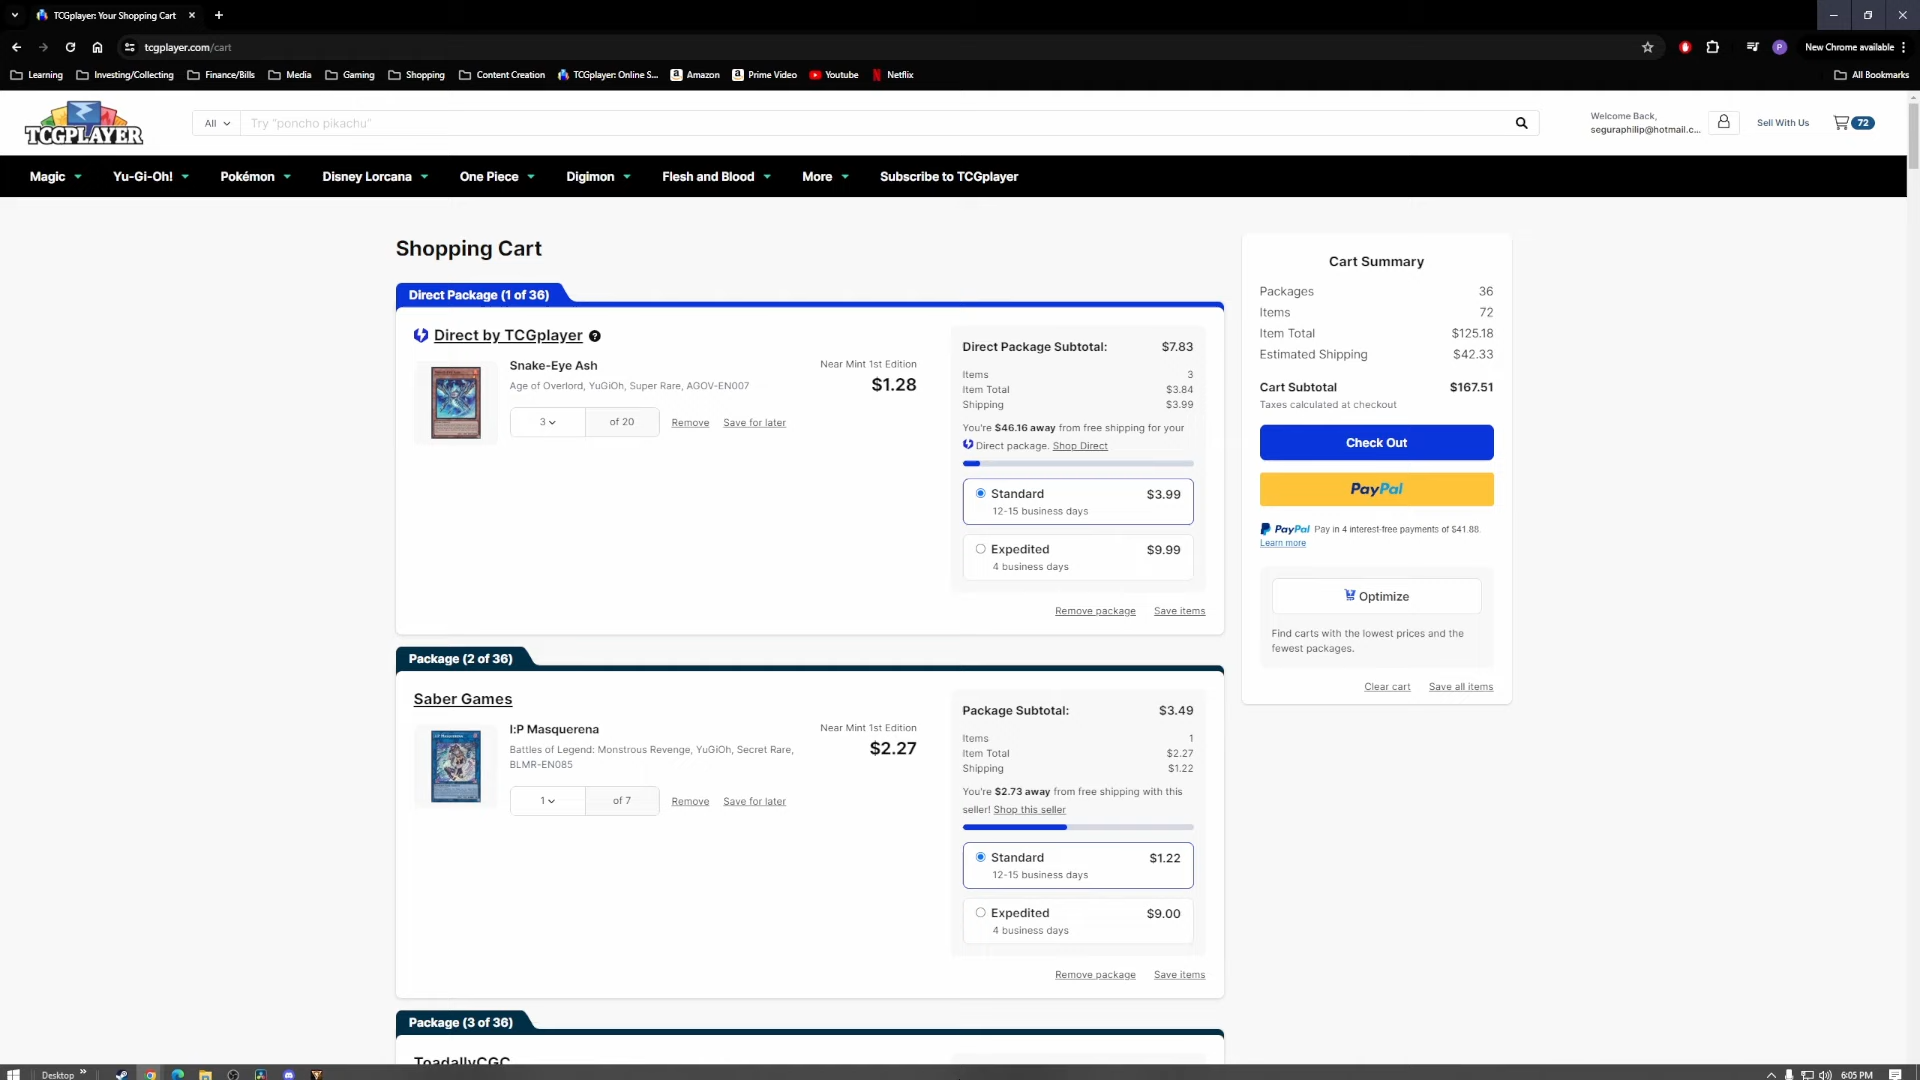 TCGplayer: Your Shopping Cart
tcgplayer.com/cart
New Chrome available
Learning
Investing/Collecting
Finance/Bills
Media
Gaming
Shopping
Content Creation
TCGplayer: Online S...
Amazon
Prime Video
Youtube
Netflix
All Bookmarks
TCGPLAYER
All
Try "poncho pikachu"
Welcome Back,
seguraphilip@hotmail.c...
Sell With Us
72
Magic
Yu-Gi-Oh!
Pokémon
Disney Lorcana
One Piece
Digimon
Flesh and Blood
More
Subscribe to TCGplayer
Shopping Cart
Direct Package (1 of 36)
Direct by TCGplayer ?
Snake-Eye Ash
Age of Overlord, YuGiOh, Super Rare, AGOV-EN007
Near Mint 1st Edition
$1.28
3
of 20
Remove
Save for later
Direct Package Subtotal: $7.83
Items 3
Item Total $3.84
Shipping $3.99
You're $46.16 away from free shipping for your
Direct package. Shop Direct
Standard $3.99
12-15 business days
Expedited $9.99
4 business days
Remove package
Save items
Package (2 of 36)
Saber Games
I:P Masquerena
Battles of Legend: Monstrous Revenge, YuGiOh, Secret Rare,
BLMR-EN085
Near Mint 1st Edition
$2.27
1
of 7
Remove
Save for later
Package Subtotal: $3.49
Items 1
Item Total $2.27
Shipping $1.22
You're $2.73 away from free shipping with this
seller! Shop this seller
Standard $1.22
12-15 business days
Expedited $9.00
4 business days
Remove package
Save items
Package (3 of 36)
ToadallyCGC
Cart Summary
Packages 36
Items 72
Item Total $125.18
Estimated Shipping $42.33
Cart Subtotal $167.51
Taxes calculated at checkout
Check Out
PayPal
PayPal Pay in 4 interest-free payments of $41.88.
Learn more
Optimize
Find carts with the lowest prices and the
fewest packages.
Clear cart
Save all items
Desktop
6:05 PM